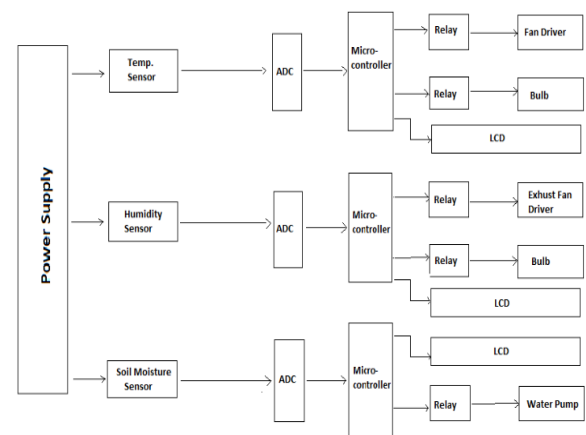 Power Supply
Temp.
Sensor
ADC
Micro-
controller
Relay
Fan Driver
Relay
Bulb
LCD
Humidity
Sensor
ADC
Micro-
controller
Relay
Exhust Fan
Driver
Relay
Bulb
LCD
Soil Moisture
Sensor
ADC
Micro-
controller
LCD
Relay
Water Pump